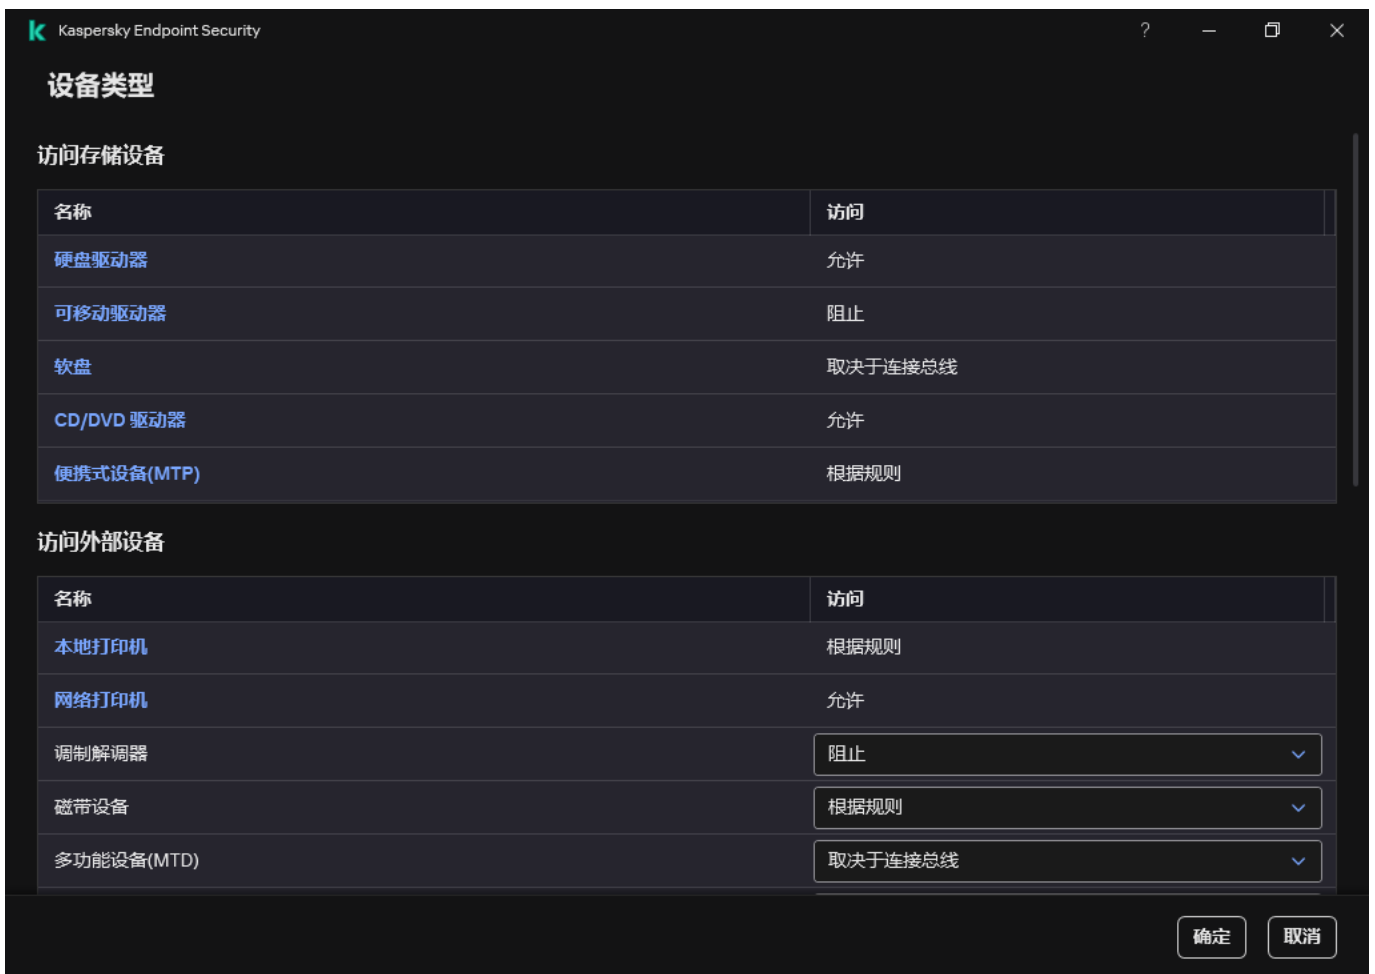 Kaspersky Endpoint Security ?
设备类型
访问存储设备
名称 访问
硬盘驱动器 允许
可移动驱动器 阻止
软盘 取决于连接总线
CD/DVD 驱动器 允许
便携式设备(MTP) 根据规则
访问外部设备
名称 访问
本地打印机 根据规则
网络打印机 允许
调制解调器 阻止
磁带设备 根据规则
多功能设备(MTD) 取决于连接总线
确定 取消